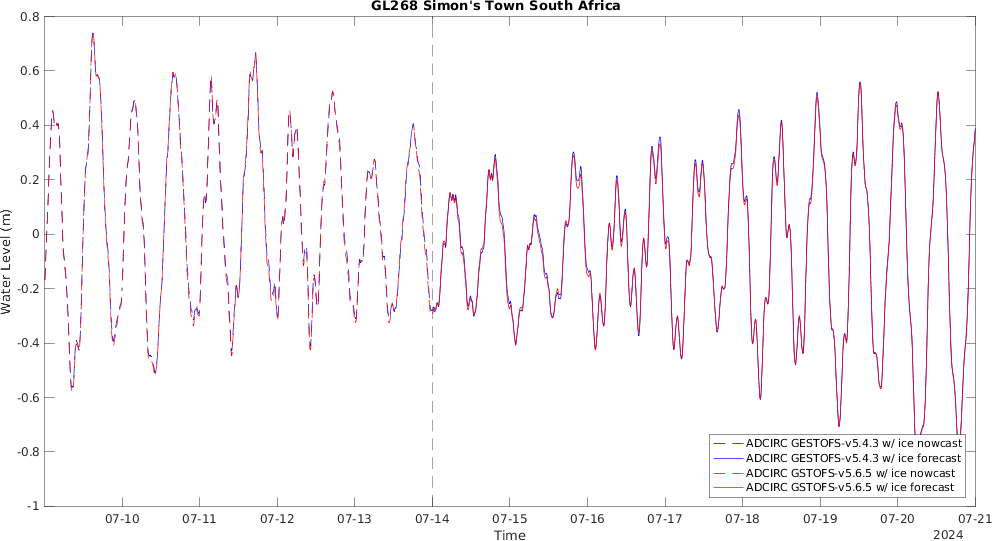 GL268 Simon's Town South Africa
0.8
0.6
0.4
0.2
0
-0.2
-0.4
-0.6
-0.8
-1
Water Level (m)
ADCIRC GESTOFS-v5.4.3 w/ ice nowcast
ADCIRC GESTOFS-v5.4.3 w/ ice forecast
ADCIRC GSTOFS-v5.6.5 w/ ice nowcast
ADCIRC GSTOFS-v5.6.5 w/ ice forecast
07-10 07-11 07-12 07-13 07-14 07-15 07-16 07-17 07-18 07-19 07-20 07-21
Time
2024